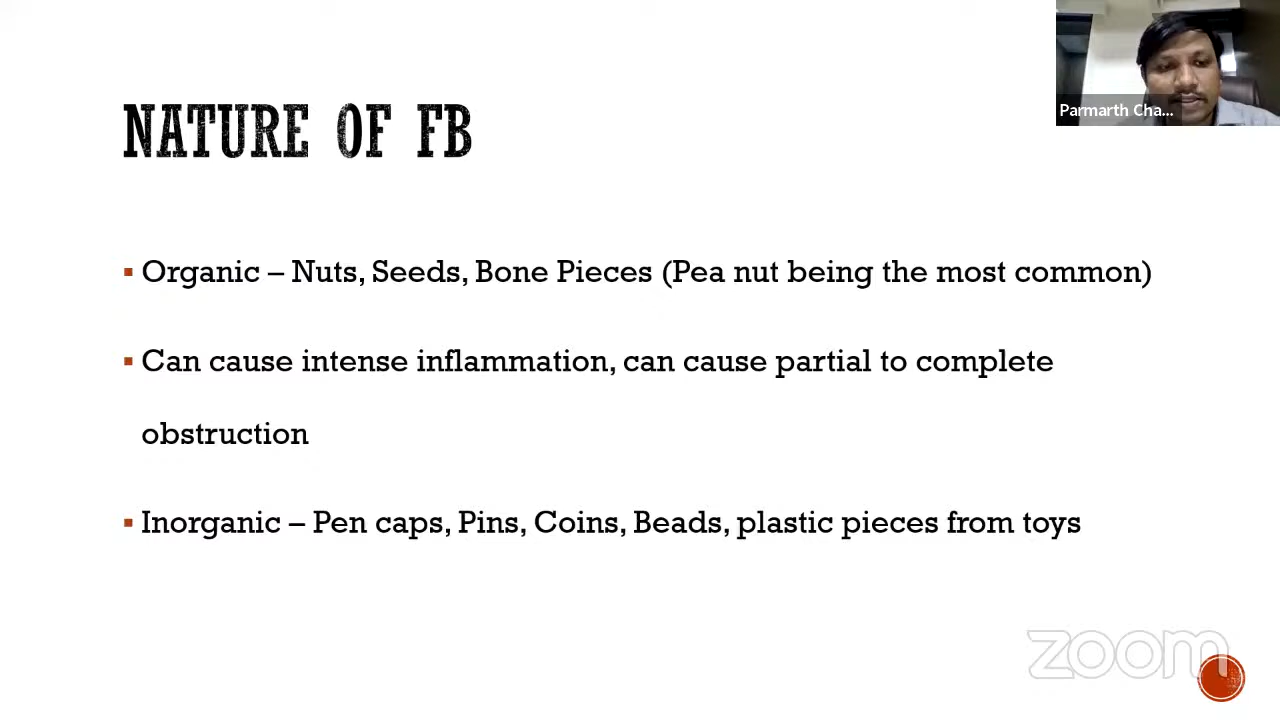 Parmarth Cha...
NATURE OF FB
▪ Organic – Nuts, Seeds, Bone Pieces (Pea nut being the most common)
▪ Can cause intense inflammation, can cause partial to complete
obstruction
▪ Inorganic – Pen caps, Pins, Coins, Beads, plastic pieces from toys
zoom